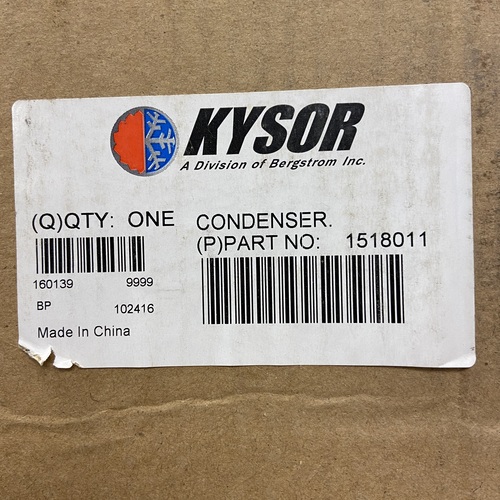 KYSOR
A Division of Bergstrom Inc.
(Q)QTY: ONE
CONDENSER.
(P)PART NO: 1518011
160139 9999
BP 102416
Made In China